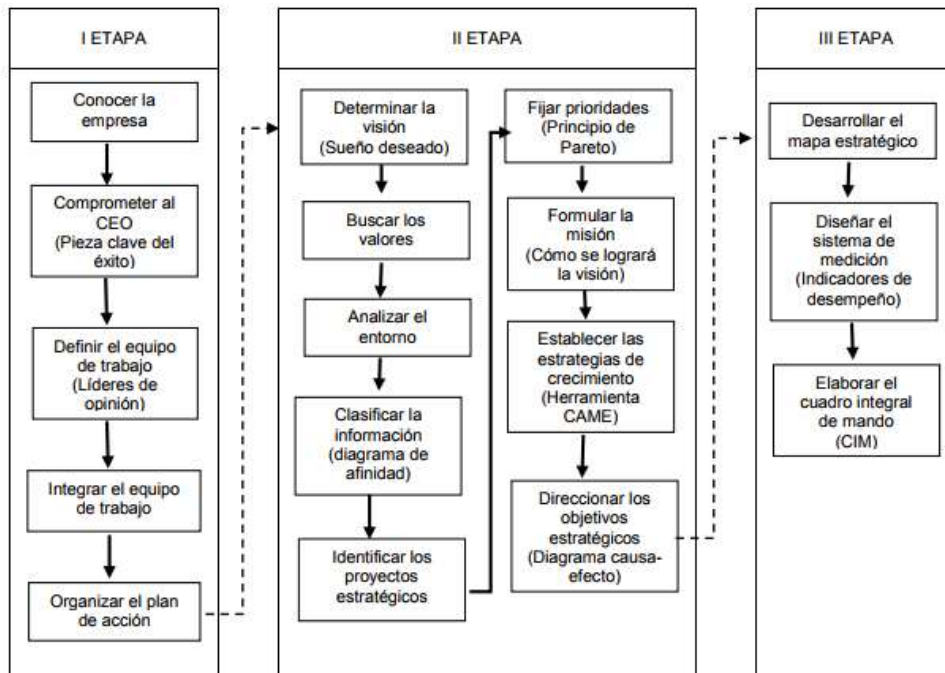 I ETAPA
Conocer la
empresa
Comprometer al
CEO
(Pieza clave del
éxito)
Definir el equipo
de trabajo
(Líderes de
opinión)
Integrar el equipo
de trabajo
Organizar el plan
de acción
II ETAPA
Determinar la
visión
(Sueño deseado)
Buscar los
valores
Analizar el
entorno
Clasificar la
información
(diagrama de
afinidad)
Identificar los
proyectos
estratégicos
Fijar prioridades
(Principio de
Pareto)
Formular la
misión
(Cómo se logrará
la visión)
Establecer las
estrategias de
crecimiento
(Herramienta
CAME)
Direccionar los
objetivos
estratégicos
(Diagrama causa-
efecto)
III ETAPA
Desarrollar el
mapa estratégico
Diseñar el
sistema de
medición
(Indicadores de
desempeño)
Elaborar el
cuadro integral
de mando
(CIM)